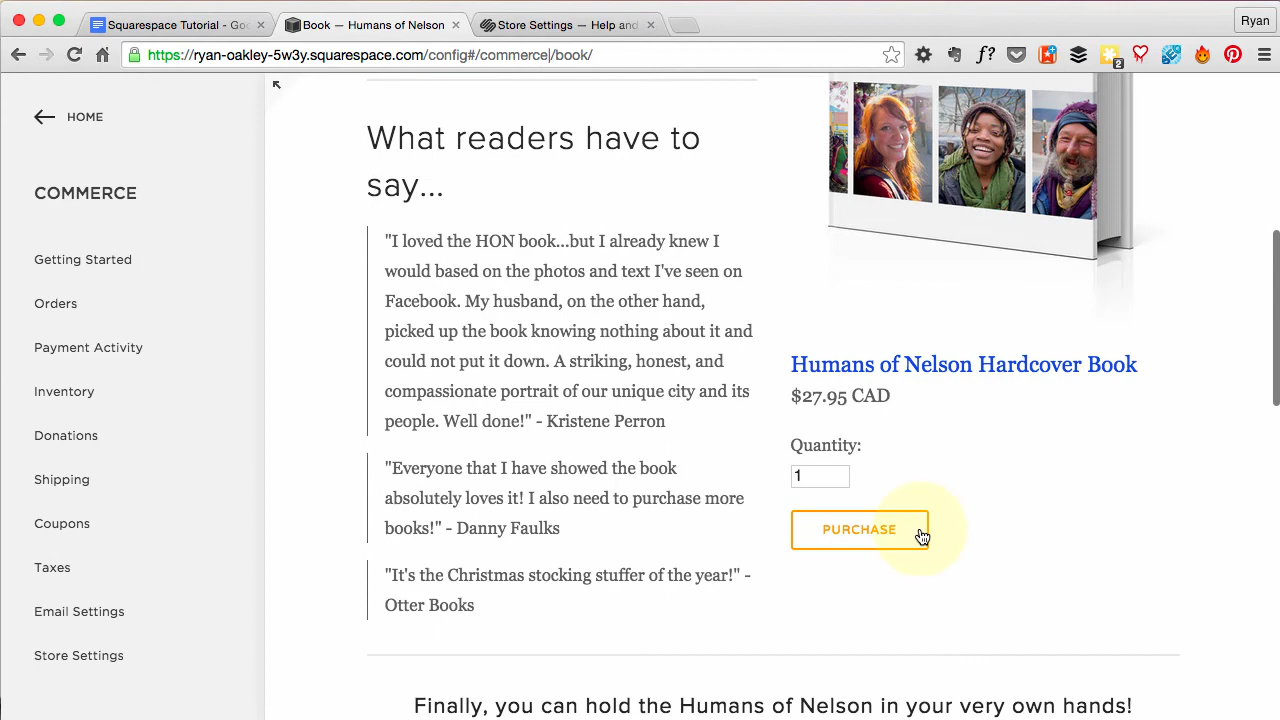 Squarespace Tutorial - Goo
Book — Humans of Nelson
Store Settings — Help and
Ryan
https://ryan-oakley-5w3y.squarespace.com/config#/commerce|/book/
f?
2
HOME
COMMERCE
Getting Started
Orders
Payment Activity
Inventory
Donations
Shipping
Coupons
Taxes
Email Settings
Store Settings
What readers have to
say...
"I loved the HON book...but I already knew I
would based on the photos and text I've seen on
Facebook. My husband, on the other hand,
picked up the book knowing nothing about it and
could not put it down. A striking, honest, and
compassionate portrait of our unique city and its
people. Well done!" - Kristene Perron
"Everyone that I have showed the book
absolutely loves it! I also need to purchase more
books!" - Danny Faulks
"It's the Christmas stocking stuffer of the year!" -
Otter Books
Humans of Nelson Hardcover Book
$27.95 CAD
Quantity:
1
PURCHASE
Finally, you can hold the Humans of Nelson in your very own hands!